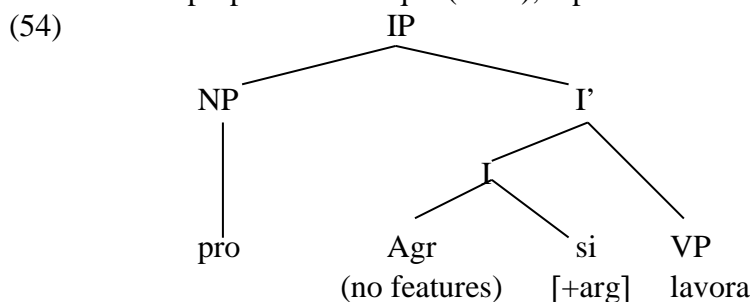 (54) IP
NP I'
I
pro Agr si VP
(no features) [+arg] lavora